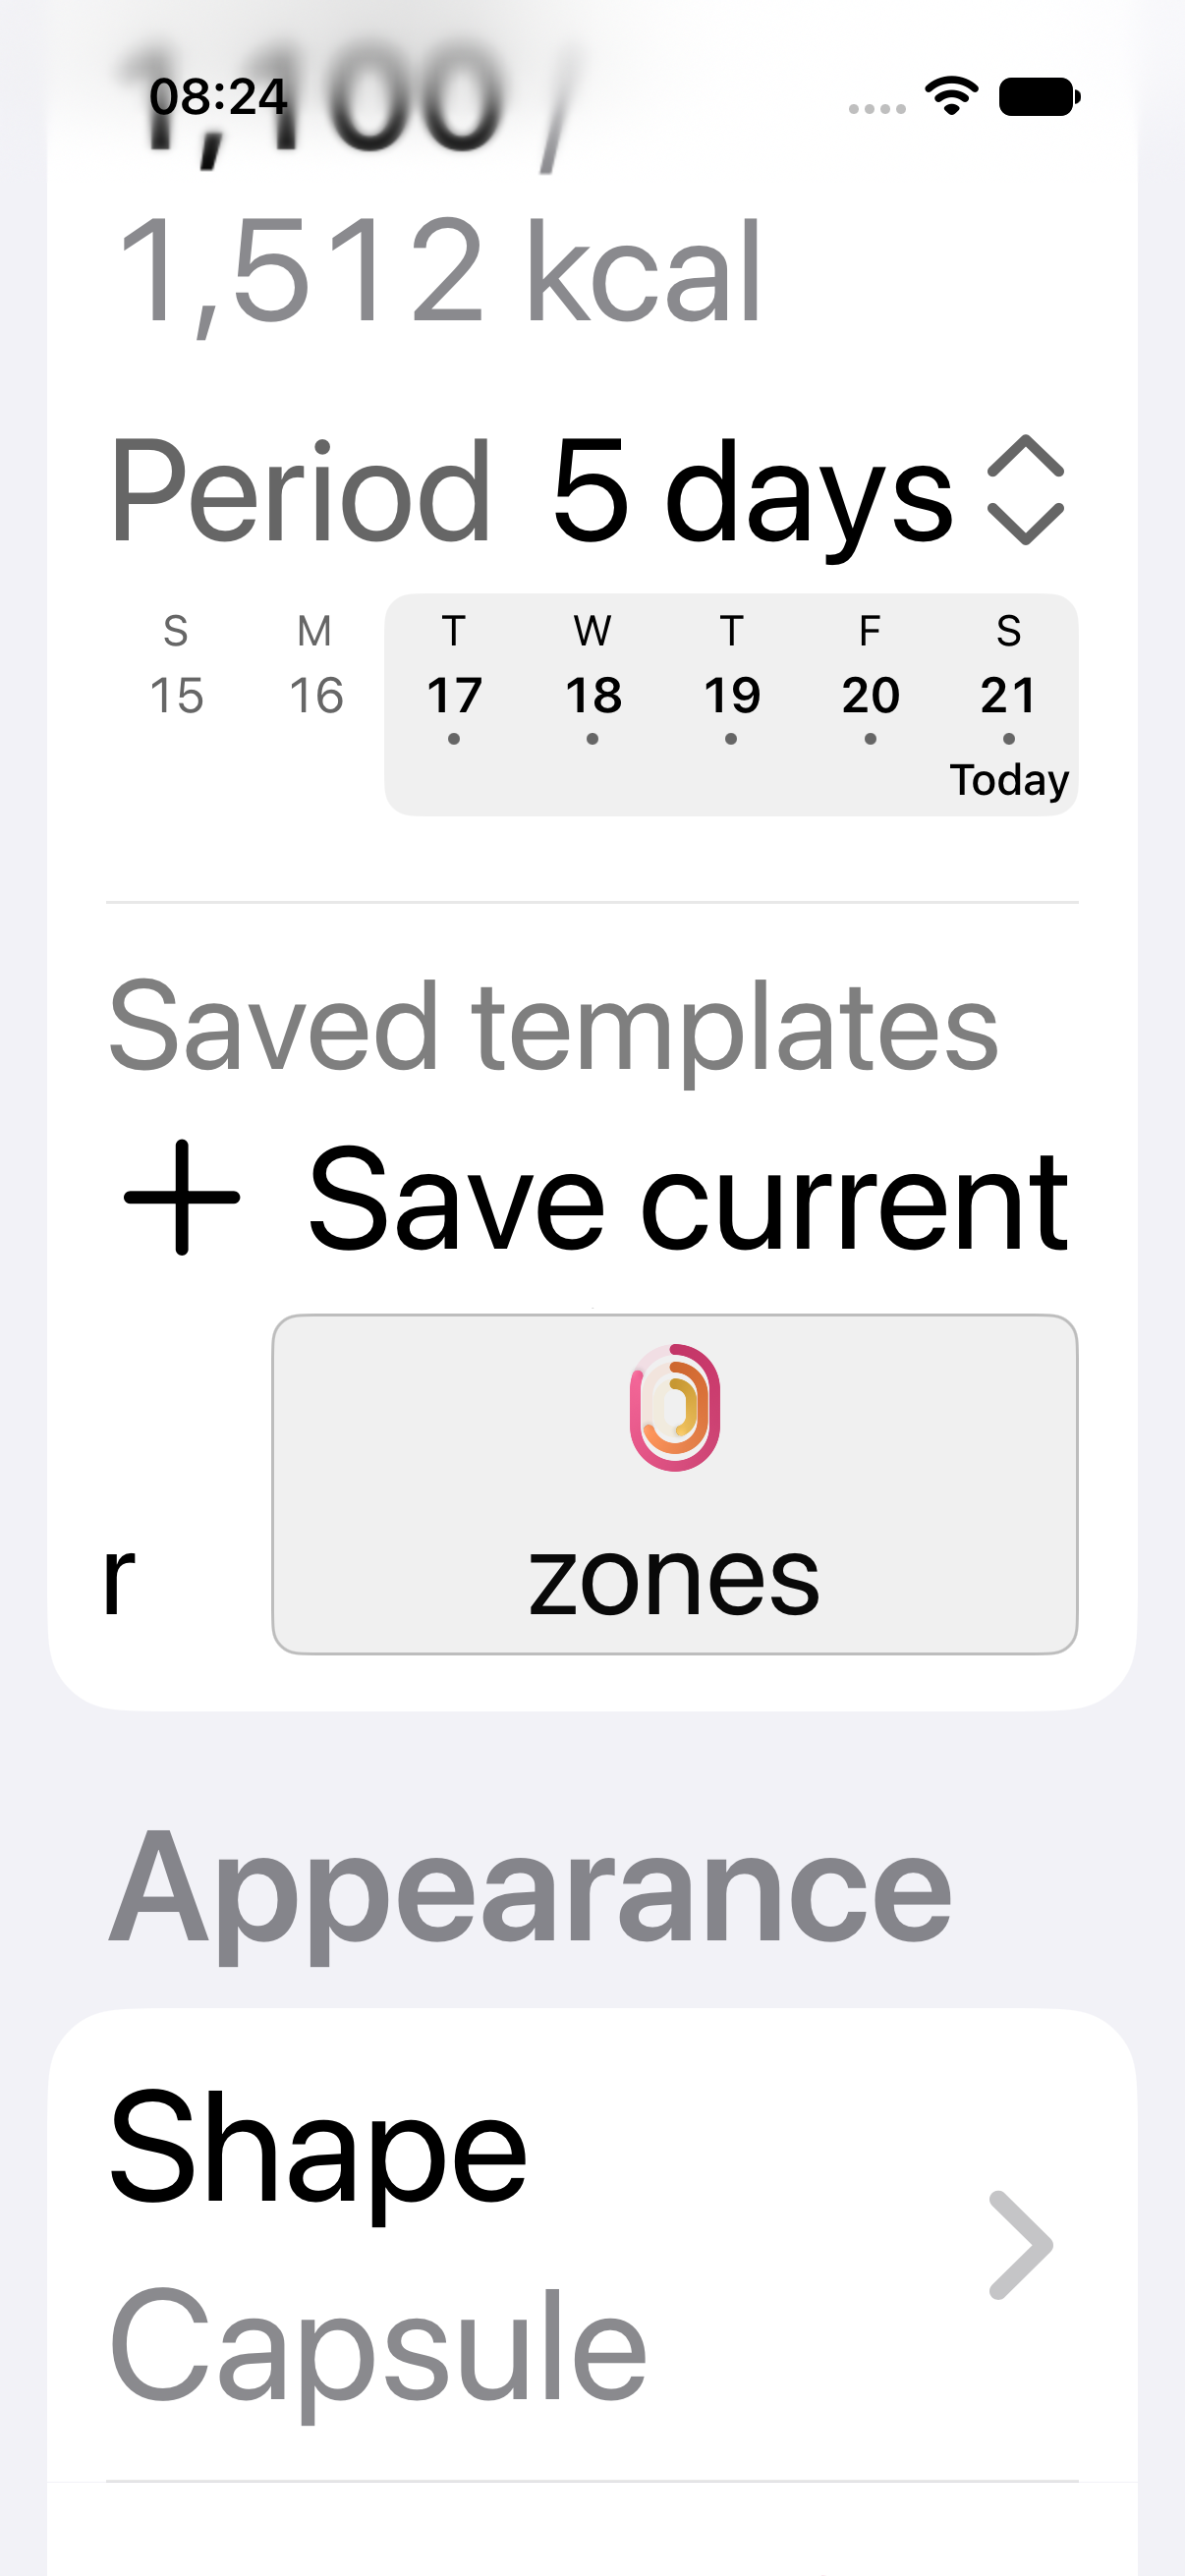 08:24
1,100 /
1,512 kcal
Period 5 days
S M T W T F S
15 16 17 18 19 20 21
Today
Saved templates
+ Save current
r zones
Appearance
Shape
Capsule